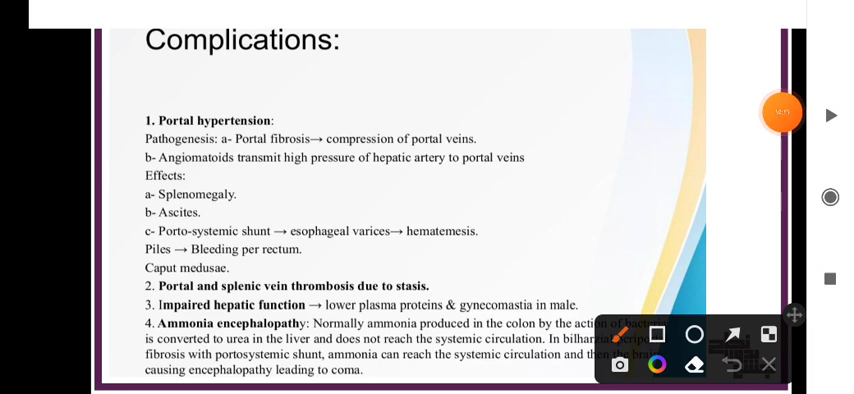 Complications:
1. Portal hypertension:
Pathogenesis: a- Portal fibrosis→ compression of portal veins.
b- Angiomatoids transmit high pressure of hepatic artery to portal veins
Effects:
a- Splenomegaly.
b- Ascites.
c- Porto-systemic shunt → esophageal varices→ hematemesis.
Piles → Bleeding per rectum.
Caput medusae.
2. Portal and splenic vein thrombosis due to stasis.
3. Impaired hepatic function → lower plasma proteins & gynecomastia in male.
4. Ammonia encephalopathy: Normally ammonia produced in the colon by the action of bacteria
is converted to urea in the liver and does not reach the systemic circulation. In
fibrosis with portosystemic shunt, ammonia can reach the systemic circulation and then the brain
causing encephalopathy leading to coma.